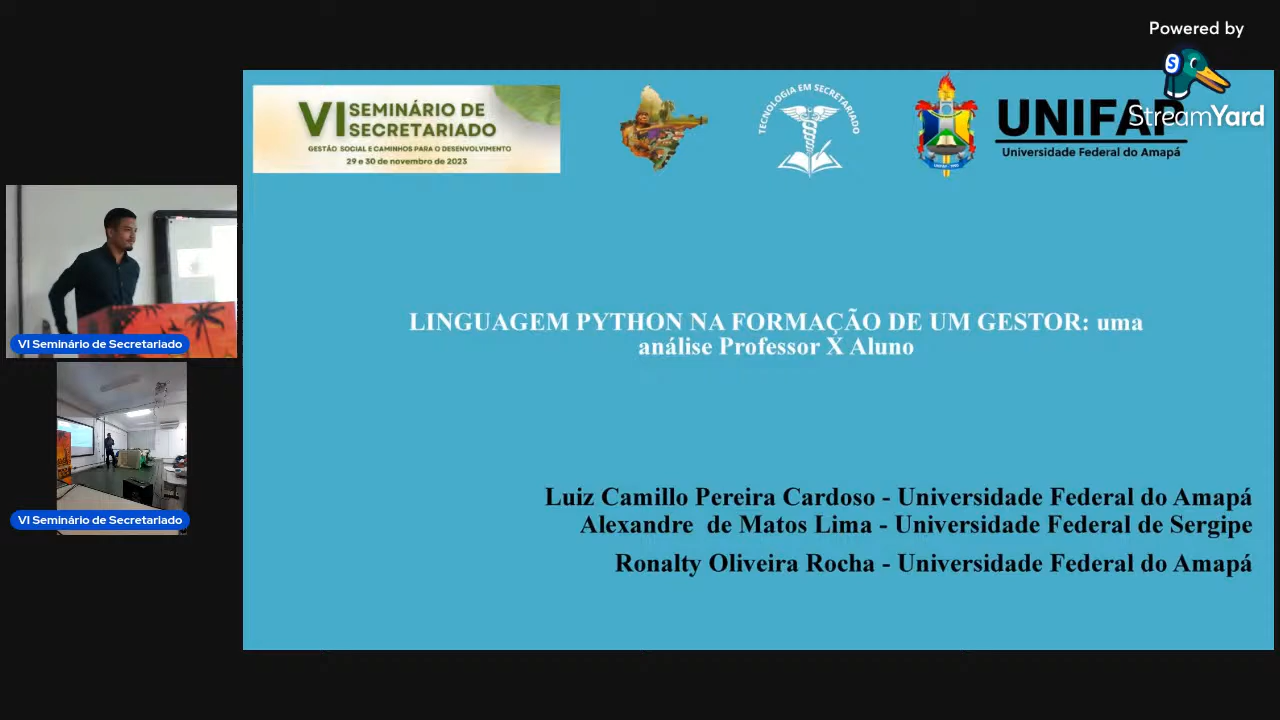 Powered by
StreamYard
VI SEMINÁRIO DE
SECRETARIADO
GESTÃO SOCIAL E CAMINHOS PARA O DESENVOLVIMENTO
29 e 30 de novembro de 2023
TECNOLOGIA EM SECRETARIADO
UNIFAP
Universidade Federal do Amapá
VI Seminário de Secretariado
VI Seminário de Secretariado
LINGUAGEM PYTHON NA FORMAÇÃO DE UM GESTOR: uma
análise Professor X Aluno
Luiz Camillo Pereira Cardoso - Universidade Federal do Amapá
Alexandre de Matos Lima - Universidade Federal de Sergipe
Ronalty Oliveira Rocha - Universidade Federal do Amapá